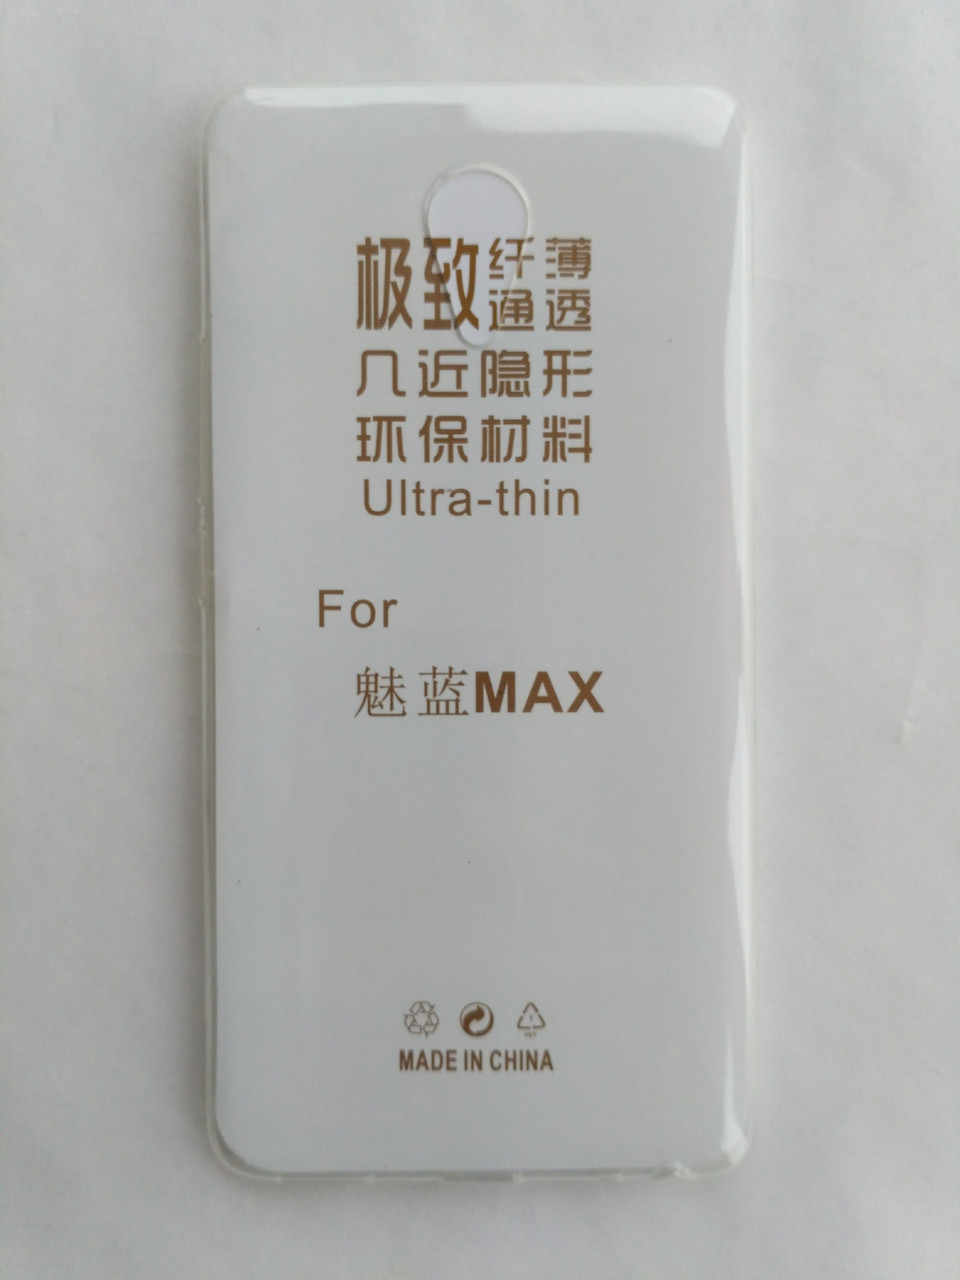 极致纤薄
通透
几近隐形
环保材料
Ultra-thin
For
魅蓝MAX
MADE IN CHINA